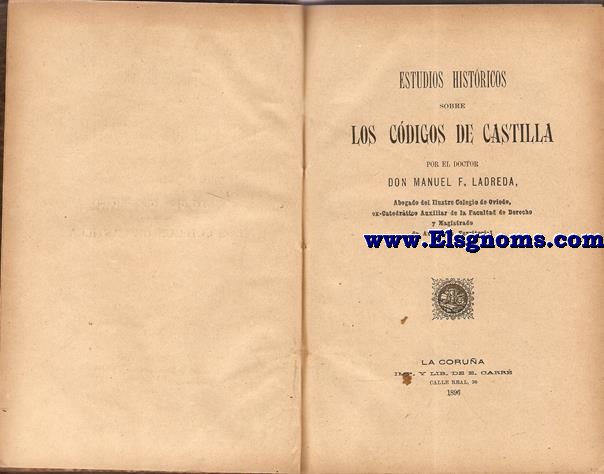 ESTUDIOS HISTÓRICOS
SOBRE
LOS CÓDIGOS DE CASTILLA
POR EL DOCTOR
DON MANUEL F. LADREDA,
Abogado del Ilustre Colegio de Oviedo,
ex-Catedrático Auxiliar de la Facultad de Derecho
y Magistrado
www.Elsgnoms.com
de
LA CORUÑA
IMP. Y LIB. DE E. CARRÉ
CALLE REAL, 30
1896